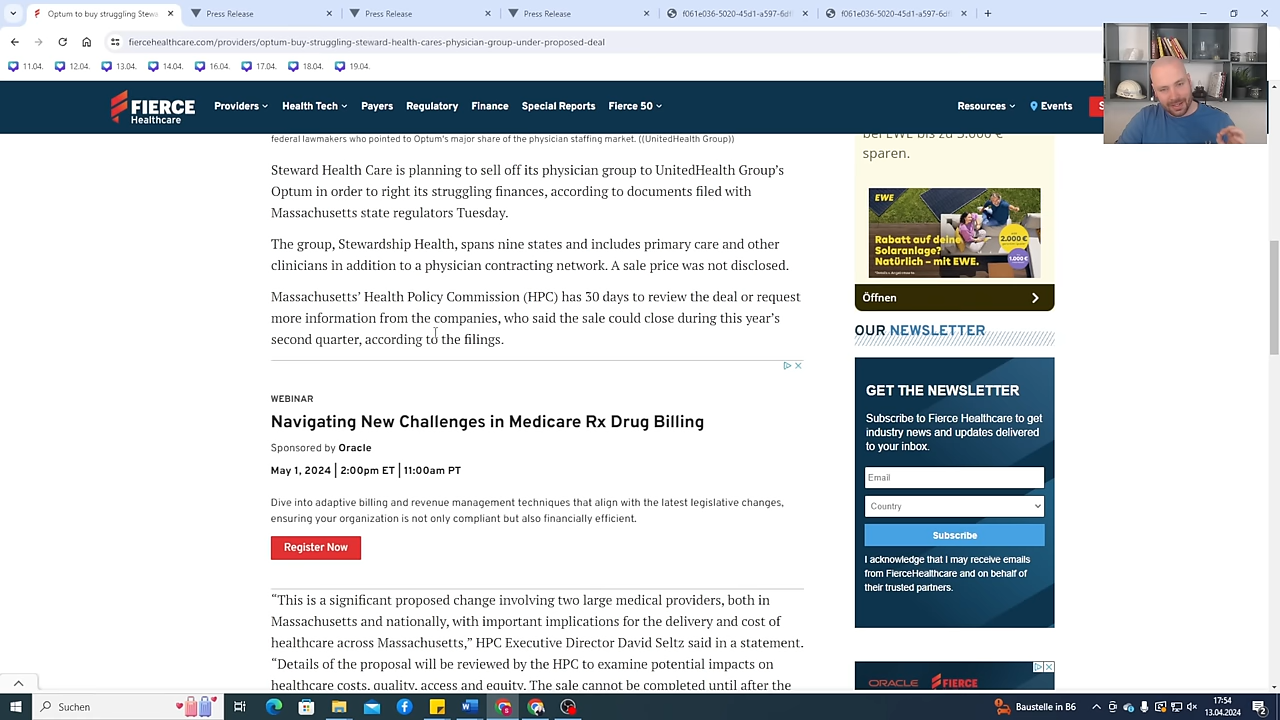 Optum to buy struggling Stewa
Press Release
Press Release
Press Release
f061e036-5020-45d1-a597-6df
f061e036-5020-45d1-a597-6df
fiercehealthcare.com/providers/optum-buy-struggling-steward-health-cares-physician-group-under-proposed-deal
11.04.
12.04.
13.04.
14.04.
16.04.
17.04.
18.04.
19.04.
FIERCE
Healthcare
Providers
Health Tech
Payers
Regulatory
Finance
Special Reports
Fierce 50
Resources
Events
S
federal lawmakers who pointed to Optum's major share of the physician staffing market. ((UnitedHealth Group))
Steward Health Care is planning to sell off its physician group to UnitedHealth Group's
Optum in order to right its struggling finances, according to documents filed with
Massachusetts state regulators Tuesday.
The group, Stewardship Health, spans nine states and includes primary care and other
clinicians in addition to a physician contracting network. A sale price was not disclosed.
Massachusetts' Health Policy Commission (HPC) has 30 days to review the deal or request
more information from the companies, who said the sale could close during this year's
second quarter, according to the filings.
WEBINAR
Navigating New Challenges in Medicare Rx Drug Billing
Sponsored by Oracle
May 1, 2024 | 2:00pm ET | 11:00am PT
Dive into adaptive billing and revenue management techniques that align with the latest legislative changes,
ensuring your organization is not only compliant but also financially efficient.
Register Now
“This is a significant proposed change involving two large medical providers, both in
Massachusetts and nationally, with important implications for the delivery and cost of
healthcare across Massachusetts,” HPC Executive Director David Seltz said in a statement.
“Details of the proposal will be reviewed by the HPC to examine potential impacts on
healthcare costs, quality, access and equity. The sale cannot be completed until after the
bei EWE bis zu 3.000 €
sparen.
EWE
Rabatt auf deine
Solaranlage?
Natürlich – mit EWE.
2.000 €
1.000 €
Öffnen
OUR NEWSLETTER
GET THE NEWSLETTER
Subscribe to Fierce Healthcare to get
industry news and updates delivered
to your inbox.
Email
Country
Subscribe
I acknowledge that I may receive emails
from FierceHealthcare and on behalf of
their trusted partners.
ORACLE
FIERCE
Suchen
Baustelle in B6
17:54
13.04.2024